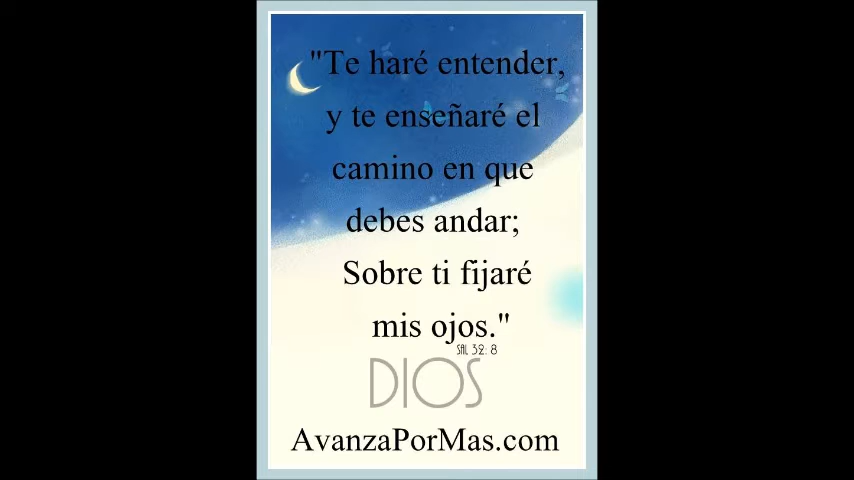 "Te haré entender,
y te enseñaré el
camino en que
debes andar;
Sobre ti fijaré
mis ojos."
SAL 32: 8
DIOS
AvanzaPorMas.com